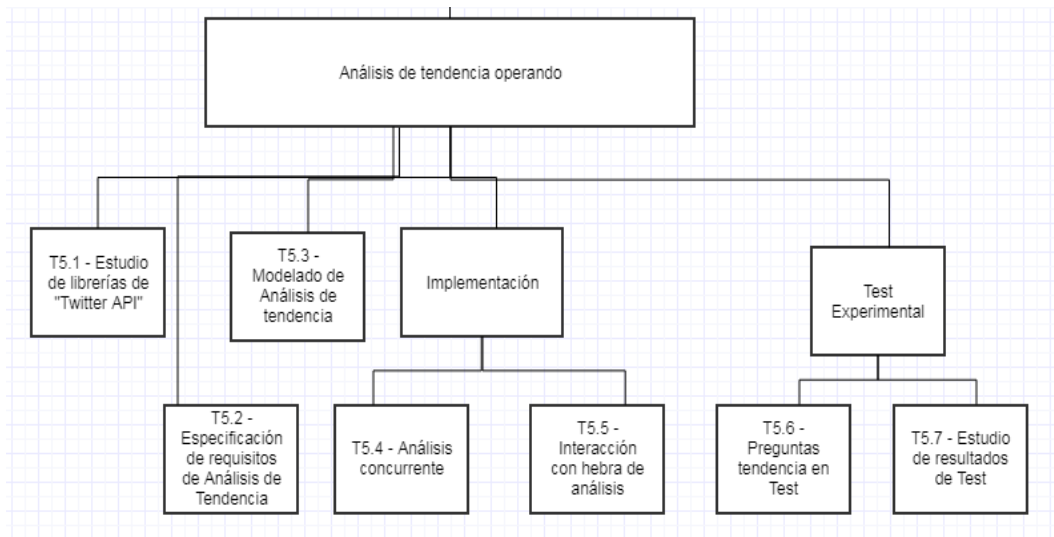 Análisis de tendencia operando
T5.1 - Estudio
de librerías de
"Twitter API"
T5.3 -
Modelado de
Análisis de
tendencia
Implementación
Test
Experimental
T5.2 -
Especificación
de requisitos
de Análisis de
Tendencia
T5.4 - Análisis
concurrente
T5.5 -
Interacción
con hebra de
análisis
T5.6 -
Preguntas
tendencia en
Test
T5.7 - Estudio
de resultados
de Test